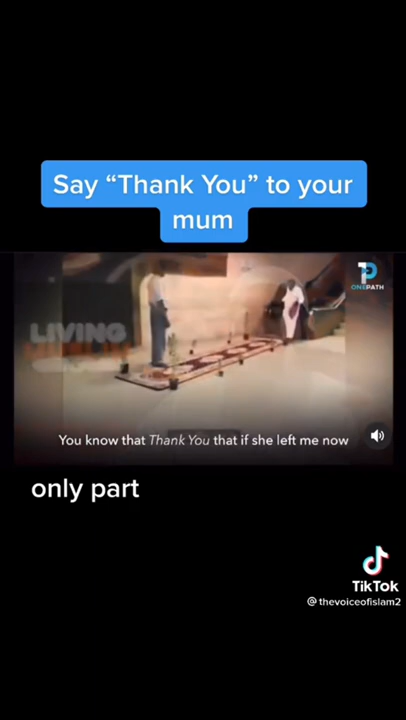 Say “Thank You” to your
mum
ONEPATH
LIVING
You know that Thank You that if she left me now
only part
TikTok
@ thevoiceofislam2